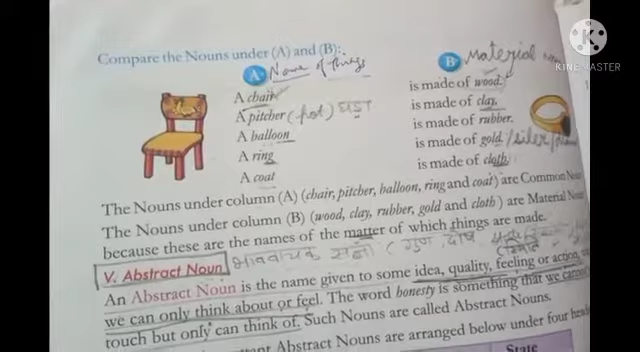 Compare the Nouns under (A) and (B):
A Name of things
B Material
A chair is made of wood.
A pitcher (pot) घड़ा is made of clay.
A balloon is made of rubber.
A ring is made of gold.
A coat is made of cloth.
The Nouns under column (A) (chair, pitcher, balloon, ring and coat) are Common
The Nouns under column (B) (wood, clay, rubber, gold and cloth) are Material
because these are the names of the matter of which things are made.
V. Abstract Noun भाववाचक संज्ञा (गुण, दोष
An Abstract Noun is the name given to some idea, quality, feeling or action,
we can only think about or feel. The word honesty is something that we cannot
touch but only can think of. Such Nouns are called Abstract Nouns.
Abstract Nouns are arranged below under four
State
KINEMASTER